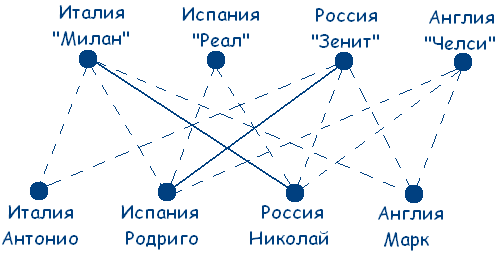 Италия Испания Россия Англия
"Милан" "Реал" "Зенит" "Челси"
Италия Испания Россия Англия
Антонио Родриго Николай Марк